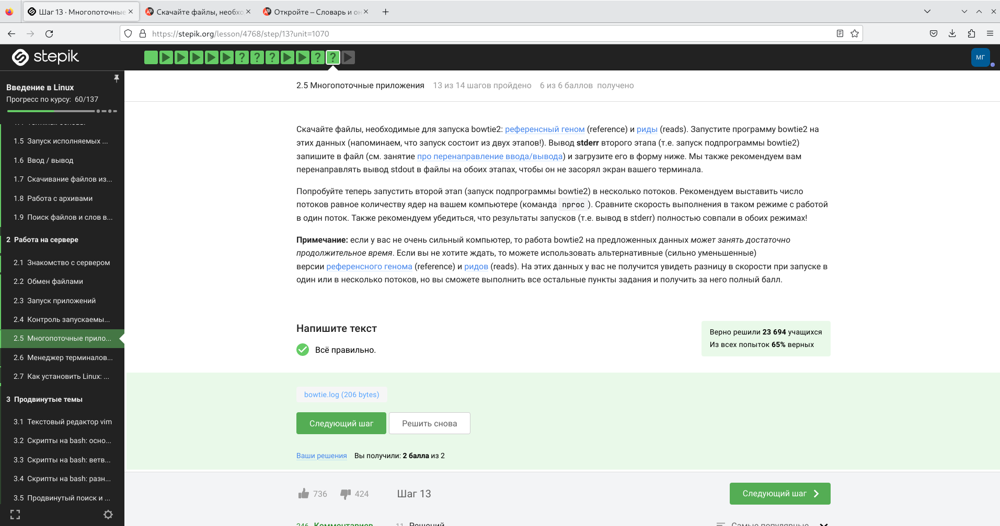 Шаг 13 · Многопоточные
Скачайте файлы, необхо
Откройте – Словарь и он
https://stepik.org/lesson/4768/step/13?unit=1070
stepik
МГ
Введение в Linux
Прогресс по курсу: 60/137
1.5 Запуск исполняемых ...
1.6 Ввод / вывод
1.7 Скачивание файлов из...
1.8 Работа с архивами
1.9 Поиск файлов и слов в...
2 Работа на сервере
2.1 Знакомство с сервером
2.2 Обмен файлами
2.3 Запуск приложений
2.4 Контроль запускаемы...
2.5 Многопоточные прило...
2.6 Менеджер терминалов...
2.7 Как установить Linux: ...
3 Продвинутые темы
3.1 Текстовый редактор vim
3.2 Скрипты на bash: осно...
3.3 Скрипты на bash: ветв...
3.4 Скрипты на bash: разн...
3.5 Продвинутый поиск и ...
2.5 Многопоточные приложения 13 из 14 шагов пройдено 6 из 6 баллов получено
Скачайте файлы, необходимые для запуска bowtie2: референсный геном (reference) и риды (reads). Запустите программу bowtie2 на
этих данных (напоминаем, что запуск состоит из двух этапов!). Вывод stderr второго этапа (т.е. запуск подпрограммы bowtie2)
запишите в файл (см. занятие про перенаправление ввода/вывода) и загрузите его в форму ниже. Мы также рекомендуем вам
перенаправлять вывод stdout в файлы на обоих этапах, чтобы он не засорял экран вашего терминала.
Попробуйте теперь запустить второй этап (запуск подпрограммы bowtie2) в несколько потоков. Рекомендуем выставить число
потоков равное количеству ядер на вашем компьютере (команда nproc ). Сравните скорость выполнения в таком режиме с работой
в один поток. Также рекомендуем убедиться, что результаты запусков (т.е. вывод в stderr) полностью совпали в обоих режимах!
Примечание: если у вас не очень сильный компьютер, то работа bowtie2 на предложенных данных может занять достаточно
продолжительное время. Если вы не хотите ждать, то можете использовать альтернативные (сильно уменьшенные)
версии референсного генома (reference) и ридов (reads). На этих данных у вас не получится увидеть разницу в скорости при запуске в
один или в несколько потоков, но вы сможете выполнить все остальные пункты задания и получить за него полный балл.
Напишите текст
Всё правильно.
Верно решили 23 694 учащихся
Из всех попыток 65% верных
bowtie.log (206 bytes)
Следующий шаг
Решить снова
Ваши решения Вы получили: 2 балла из 2
736 424 Шаг 13
Следующий шаг
246 Комментариев 11 Решений Самые популярные